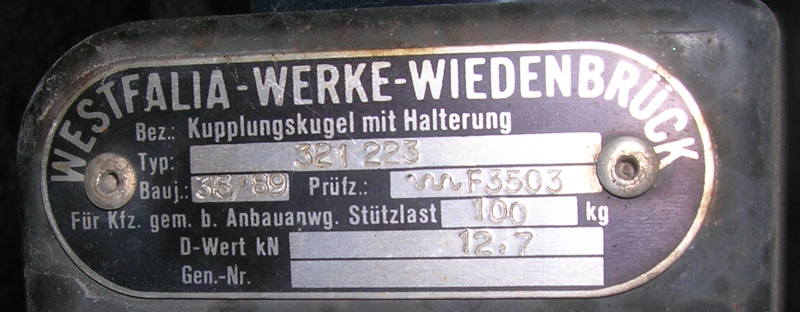 WESTFALIA-WERKE-WIEDENBRÜCK
Bez.: Kupplungskugel mit Halterung
Typ: 321 223
Bauj.: 36/89 Prüfz.: F3503
Für Kfz. gem. b. Anbauanwg. Stützlast 100 kg
D-Wert kN 12.7
Gen.-Nr.